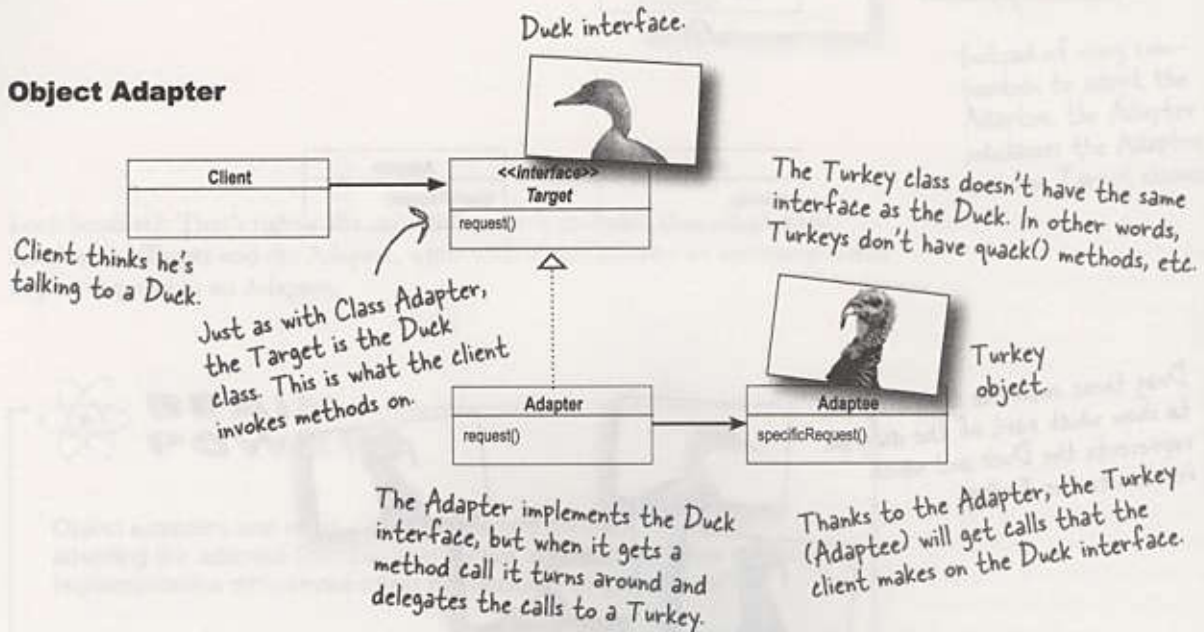 Duck interface.
Object Adapter
Client
<<interface>>
Target
request()
The Turkey class doesn't have the same
interface as the Duck. In other words,
Turkeys don't have quack() methods, etc.
Client thinks he's
talking to a Duck.
Just as with Class Adapter,
the Target is the Duck
class. This is what the client
invokes methods on.
Turkey
object.
Adapter
request()
Adaptee
specificRequest()
The Adapter implements the Duck
interface, but when it gets a
method call it turns around and
delegates the calls to a Turkey.
Thanks to the Adapter, the Turkey
(Adaptee) will get calls that the
client makes on the Duck interface.